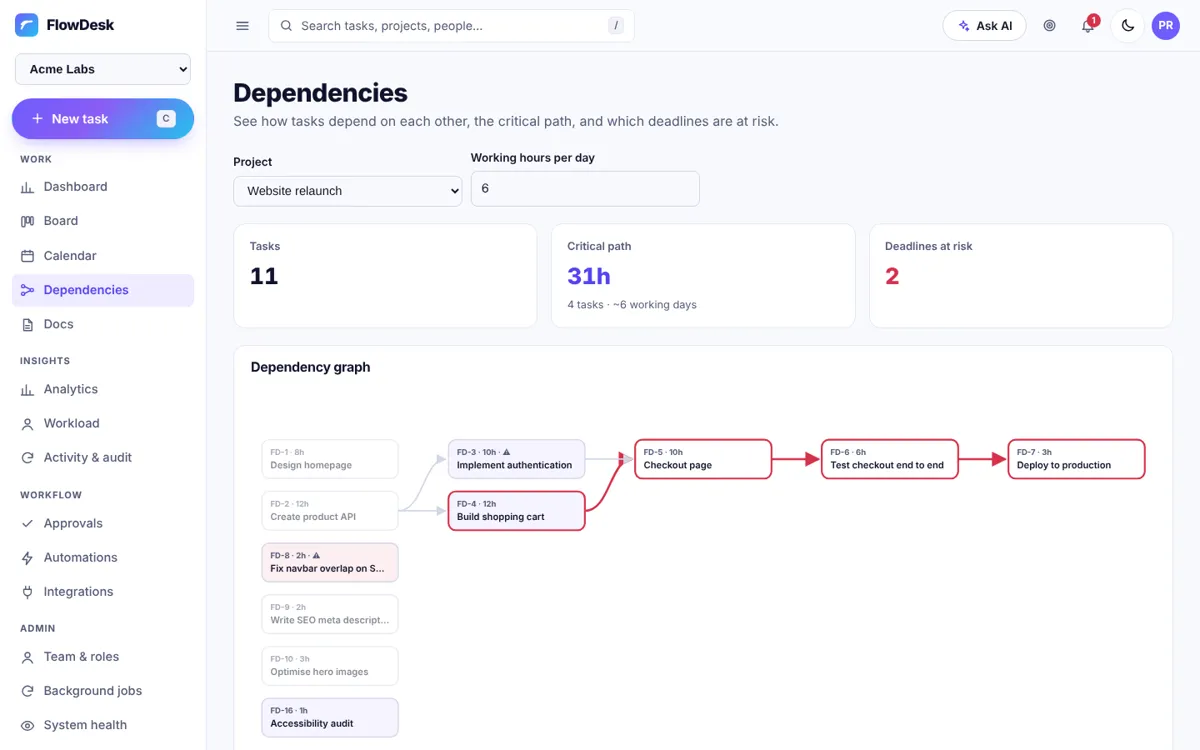 FlowDesk
Search tasks, projects, people...
/
Ask AI
1
PR
Acme Labs
New task
C
WORK
Dashboard
Board
Calendar
Dependencies
Docs
INSIGHTS
Analytics
Workload
Activity & audit
WORKFLOW
Approvals
Automations
Integrations
ADMIN
Team & roles
Background jobs
System health
Dependencies
See how tasks depend on each other, the critical path, and which deadlines are at risk.
Project
Website relaunch
Working hours per day
6
Tasks
11
Critical path
31h
4 tasks · ~6 working days
Deadlines at risk
2
Dependency graph
FD-1 · 8h
Design homepage
FD-2 · 12h
Create product API
FD-8 · 2h · ⚠
Fix navbar overlap on S...
FD-9 · 2h
Write SEO meta descript...
FD-10 · 3h
Optimise hero images
FD-16 · 1h
Accessibility audit
FD-3 · 10h · ⚠
Implement authentication
FD-4 · 12h
Build shopping cart
FD-5 · 10h
Checkout page
FD-6 · 6h
Test checkout end to end
FD-7 · 3h
Deploy to production